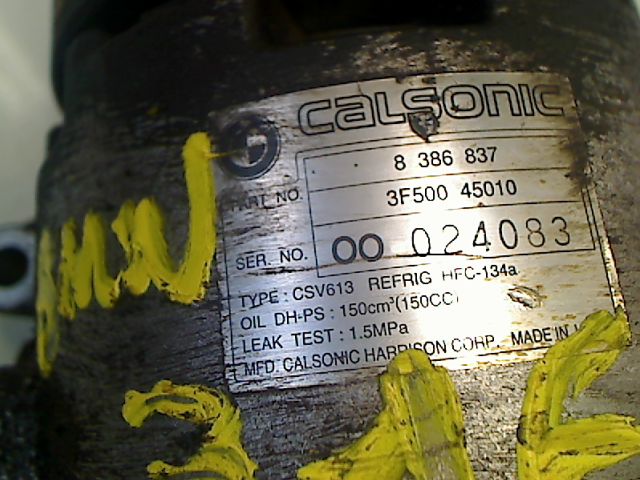 CALSONIC
8 386 837
PART NO. 3F500 45010
SER. NO. 00 024083
TYPE : CSV613 REFRIG HFC-134a
OIL DH-PS : 150cm³(150CC)
LEAK TEST : 1.5MPa
MFD. CALSONIC HARRISON CORP. MADE IN